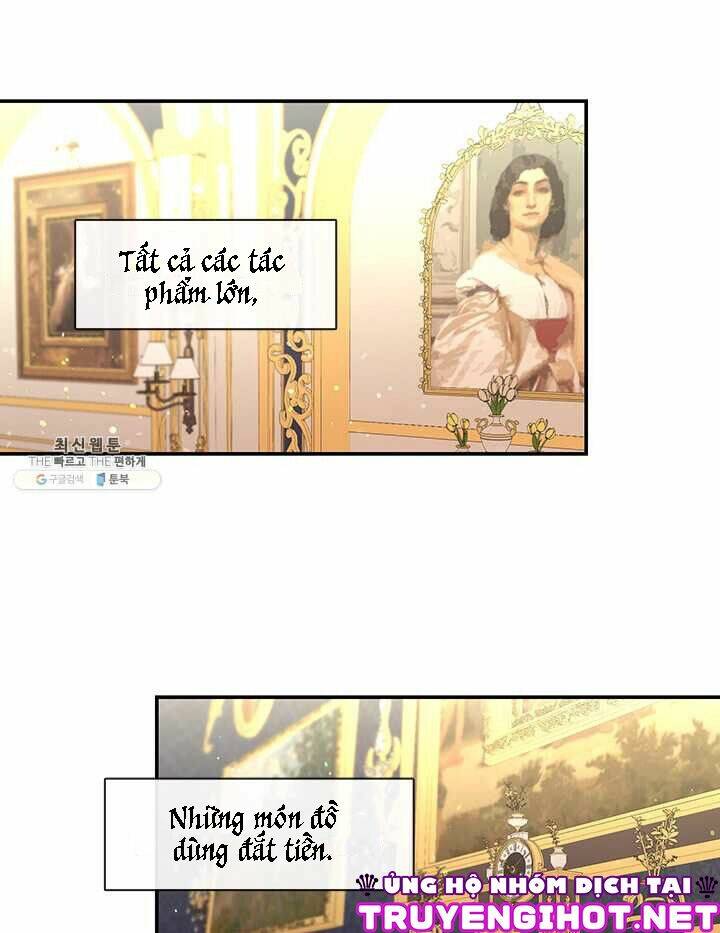 Tất cả các tác
phẩm lớn,
최신웹툰
THE 빠르고 THE 편하게
구글검색 툰북
Những món đồ
dùng đắt tiền.
ỦNG HỘ NHÓM DỊCH TẠI
TRUYENGIHOT.NET